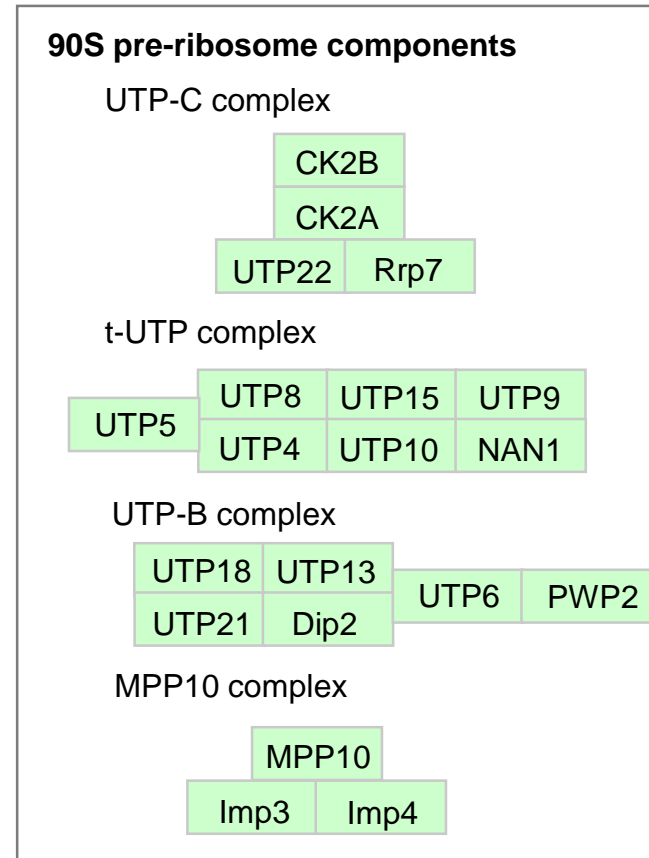 90S pre-ribosome components
UTP-C complex
CK2B
CK2A
UTP22 Rrp7
t-UTP complex
UTP8 UTP15 UTP9
UTP5
UTP4 UTP10 NAN1
UTP-B complex
UTP18 UTP13
UTP6 PWP2
UTP21 Dip2
MPP10 complex
MPP10
Imp3 Imp4